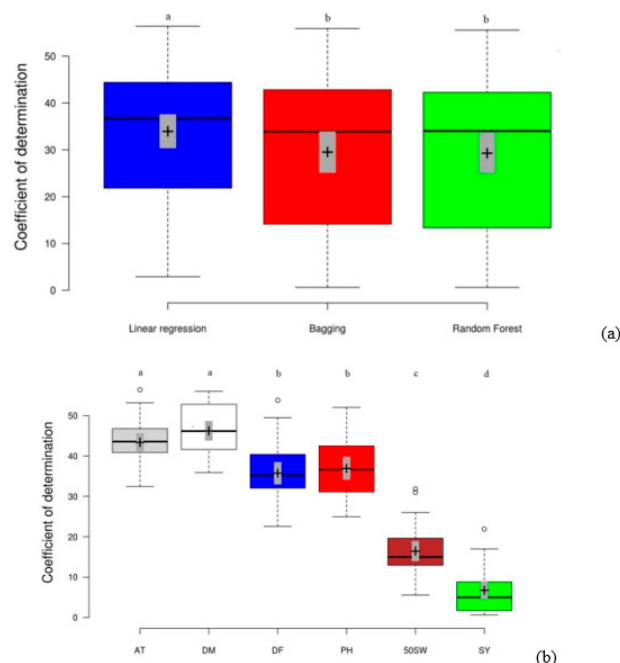 a b b
50
40
30
20
10
0
Coefficient of determination
Linear regression Bagging Random Forest
(a)
a a b b c d
50
40
30
20
10
0
Coefficient of determination
AT DM DF PH 50SW SY
(b)